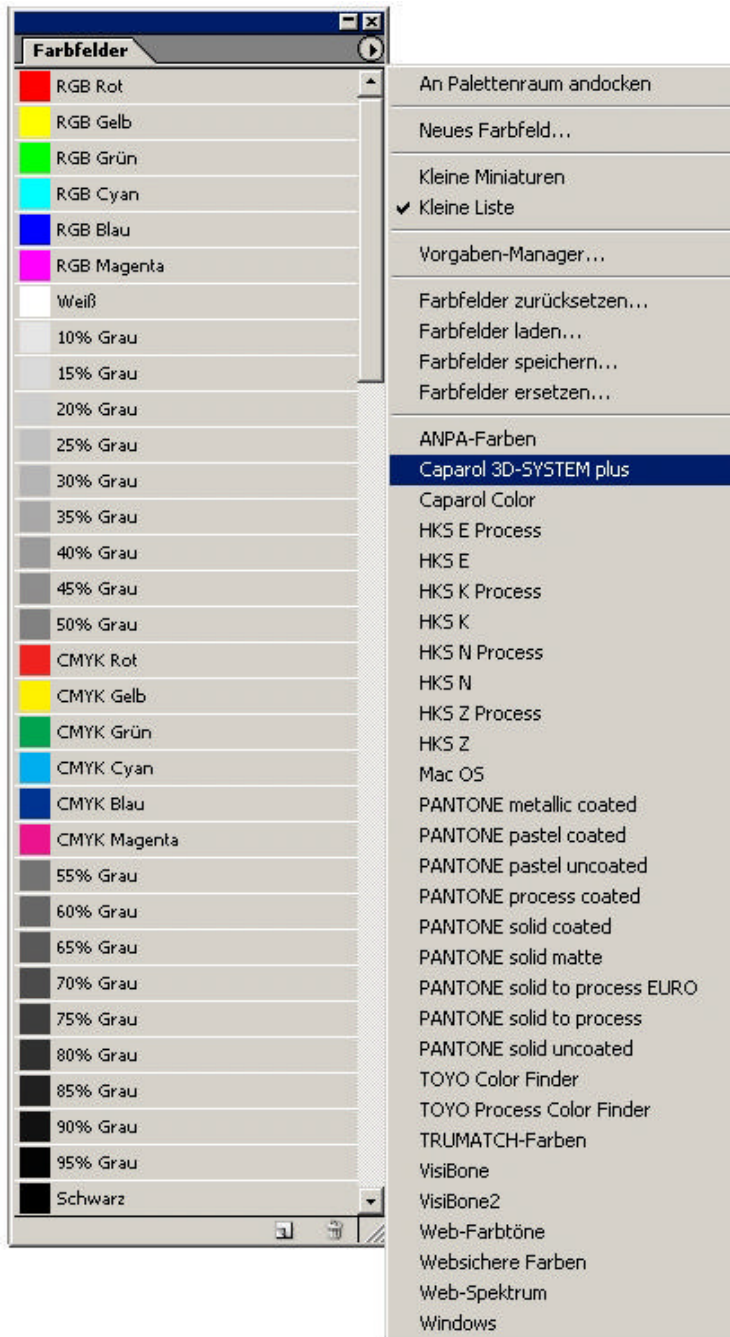 Farbfelder
RGB Rot
RGB Gelb
RGB Grün
RGB Cyan
RGB Blau
RGB Magenta
Weiß
10% Grau
15% Grau
20% Grau
25% Grau
30% Grau
35% Grau
40% Grau
45% Grau
50% Grau
CMYK Rot
CMYK Gelb
CMYK Grün
CMYK Cyan
CMYK Blau
CMYK Magenta
55% Grau
60% Grau
65% Grau
70% Grau
75% Grau
80% Grau
85% Grau
90% Grau
95% Grau
Schwarz
An Palettenraum andocken
Neues Farbfeld...
Kleine Miniaturen
Kleine Liste
Vorgaben-Manager...
Farbfelder zurücksetzen...
Farbfelder laden...
Farbfelder speichern...
Farbfelder ersetzen...
ANPA-Farben
Caparol 3D-SYSTEM plus
Caparol Color
HKS E Process
HKS E
HKS K Process
HKS K
HKS N Process
HKS N
HKS Z Process
HKS Z
Mac OS
PANTONE metallic coated
PANTONE pastel coated
PANTONE pastel uncoated
PANTONE process coated
PANTONE solid coated
PANTONE solid matte
PANTONE solid to process EURO
PANTONE solid to process
PANTONE solid uncoated
TOYO Color Finder
TOYO Process Color Finder
TRUMATCH-Farben
VisiBone
VisiBone2
Web-Farbtöne
Websichere Farben
Web-Spektrum
Windows